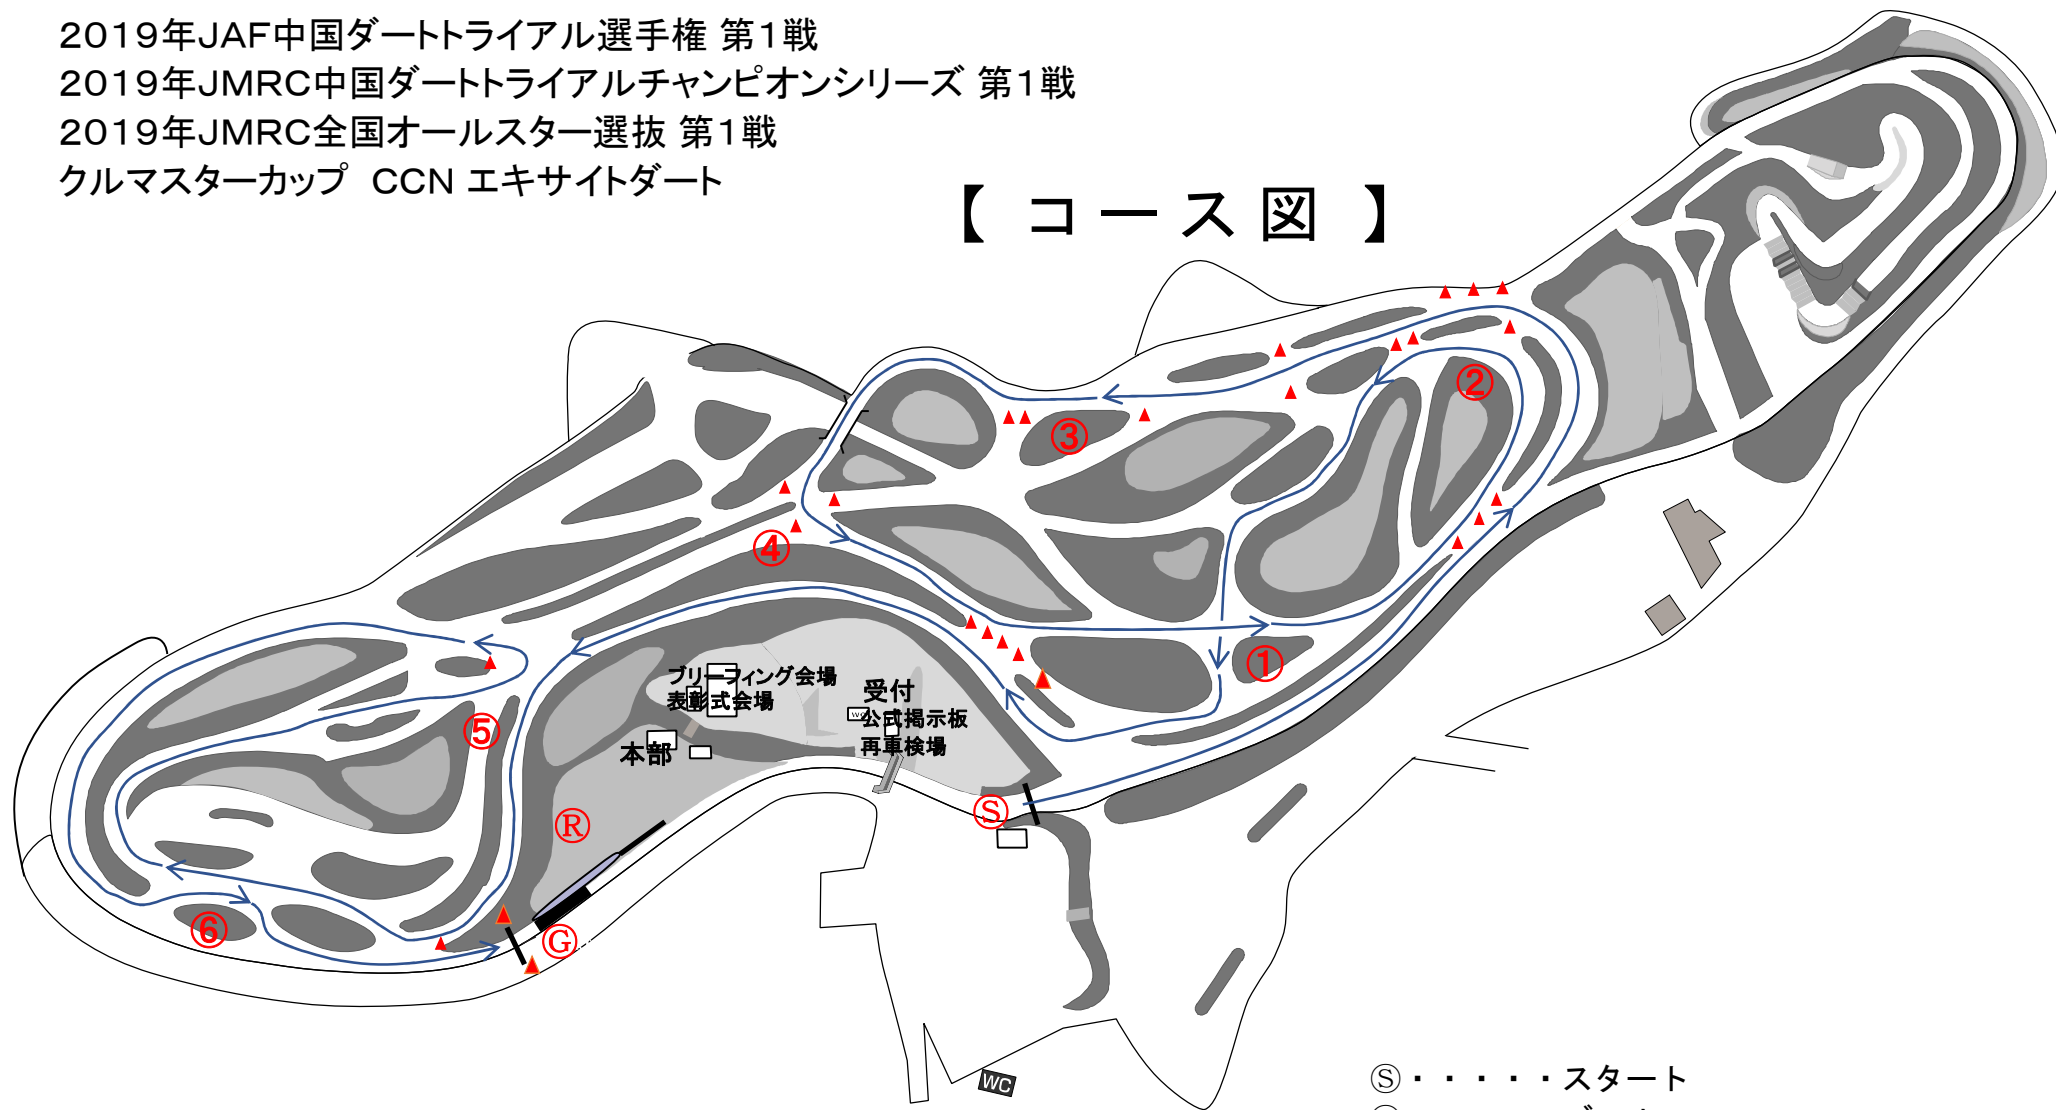 2019年JAF中国ダートトライアル選手権 第1戦
2019年JMRC中国ダートトライアルチャンピオンシリーズ 第1戦
2019年JMRC全国オールスター選抜 第1戦
クルマスターカップ CCN エキサイトダート
【 コース図 】
②
③
④
①
ブリーフィング会場
表彰式会場
受付
WC
公式掲示板
再車検場
本部
⑤
Ⓡ
Ⓢ
⑥
Ⓖ
WC
Ⓢ・・・・・スタート